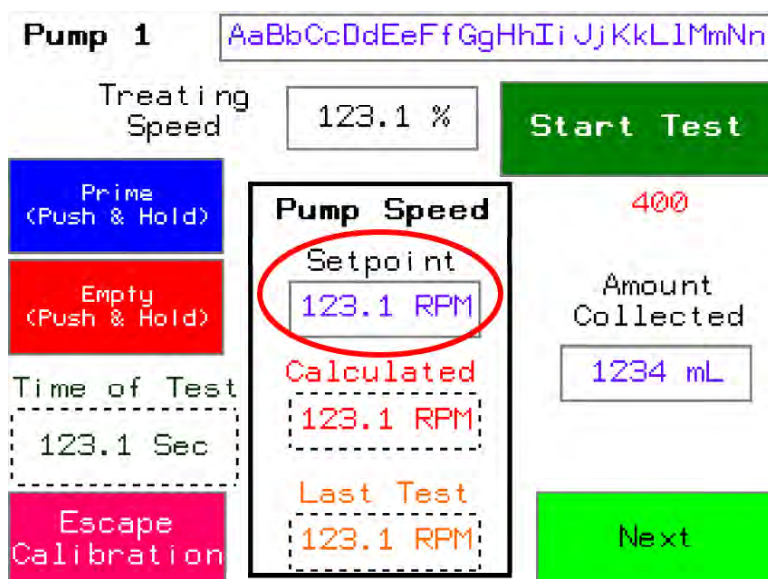 Pump 1
AaBbCcDdEeFfGgHhIiJjKkLlMmNn
Treating
Speed
123.1 %
Start Test
Prime
(Push & Hold)
Empty
(Push & Hold)
Time of Test
123.1 Sec
Escape
Calibration
Pump Speed
Setpoint
123.1 RPM
Calculated
123.1 RPM
Last Test
123.1 RPM
400
Amount
Collected
1234 mL
Next